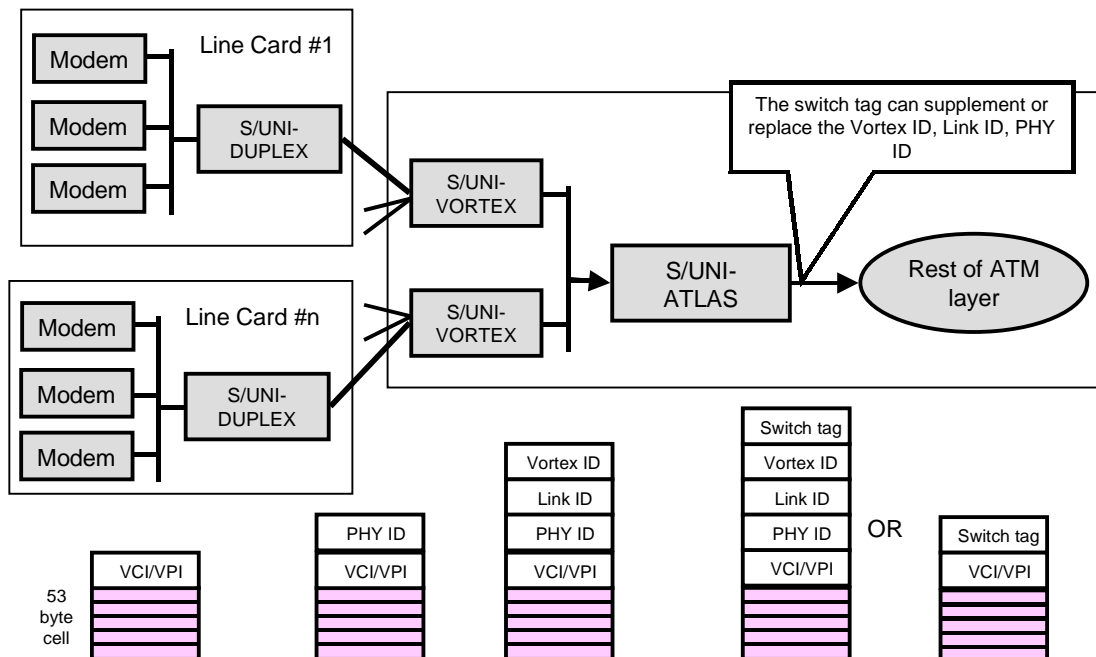 Line Card #1
Modem
Modem
Modem
S/UNI-
DUPLEX
S/UNI-
VORTEX
The switch tag can supplement or
replace the Vortex ID, Link ID, PHY
ID
S/UNI-
ATLAS
Rest of ATM
layer
Line Card #n
Modem
Modem
Modem
S/UNI-
DUPLEX
S/UNI-
VORTEX
53
byte
cell
VCI/VPI
PHY ID
VCI/VPI
Vortex ID
Link ID
PHY ID
VCI/VPI
Switch tag
Vortex ID
Link ID
PHY ID
VCI/VPI
OR
Switch tag
VCI/VPI